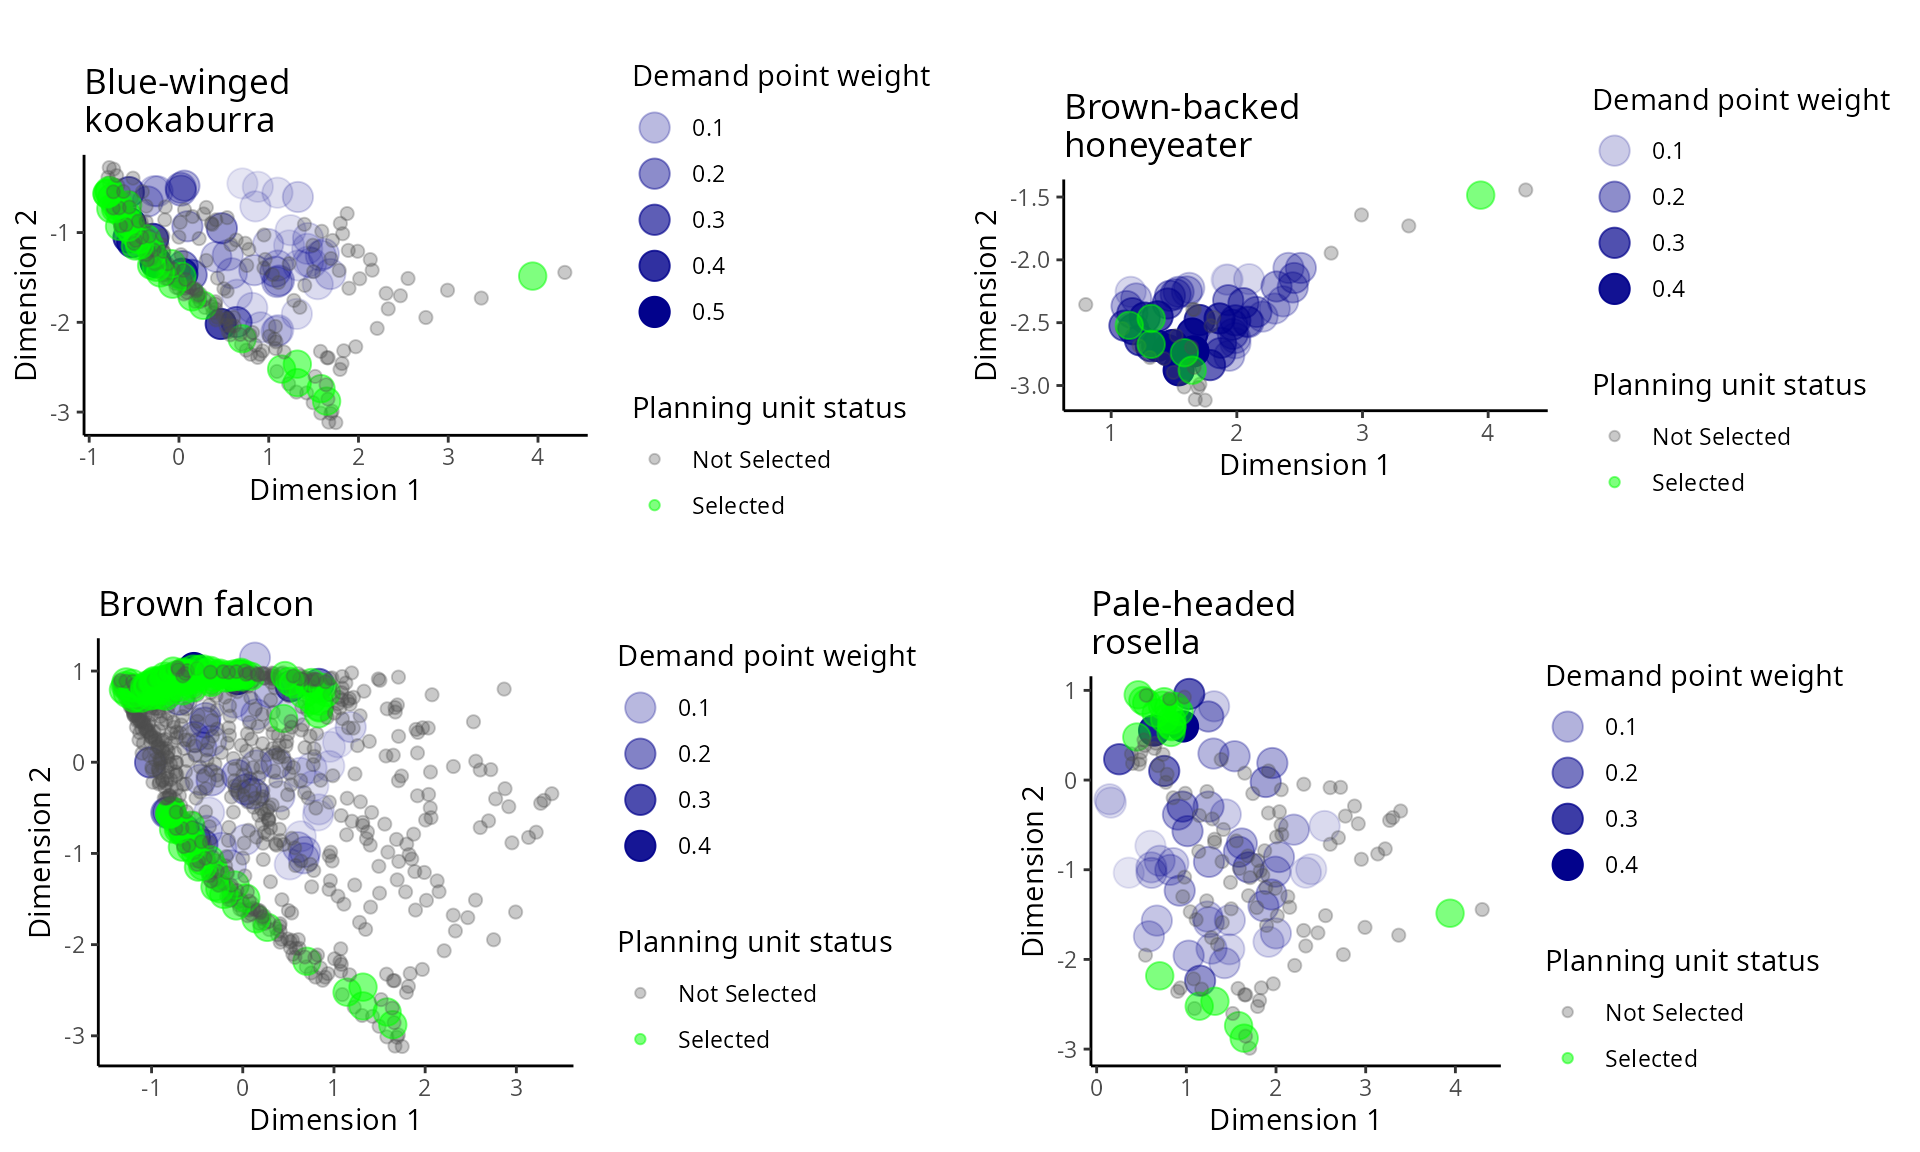 Blue-winged
kookaburra
Dimension 2
-1
-2
-3
-1 0 1 2 3 4
Dimension 1
Demand point weight
0.1
0.2
0.3
0.4
0.5
Planning unit status
Not Selected
Selected
Brown-backed
honeyeater
Dimension 2
-1.5
-2.0
-2.5
-3.0
1 2 3 4
Dimension 1
Demand point weight
0.1
0.2
0.3
0.4
Planning unit status
Not Selected
Selected
Brown falcon
Dimension 2
1
0
-1
-2
-3
-1 0 1 2 3
Dimension 1
Demand point weight
0.1
0.2
0.3
0.4
Planning unit status
Not Selected
Selected
Pale-headed
rosella
Dimension 2
1
0
-1
-2
-3
0 1 2 3 4
Dimension 1
Demand point weight
0.1
0.2
0.3
0.4
Planning unit status
Not Selected
Selected